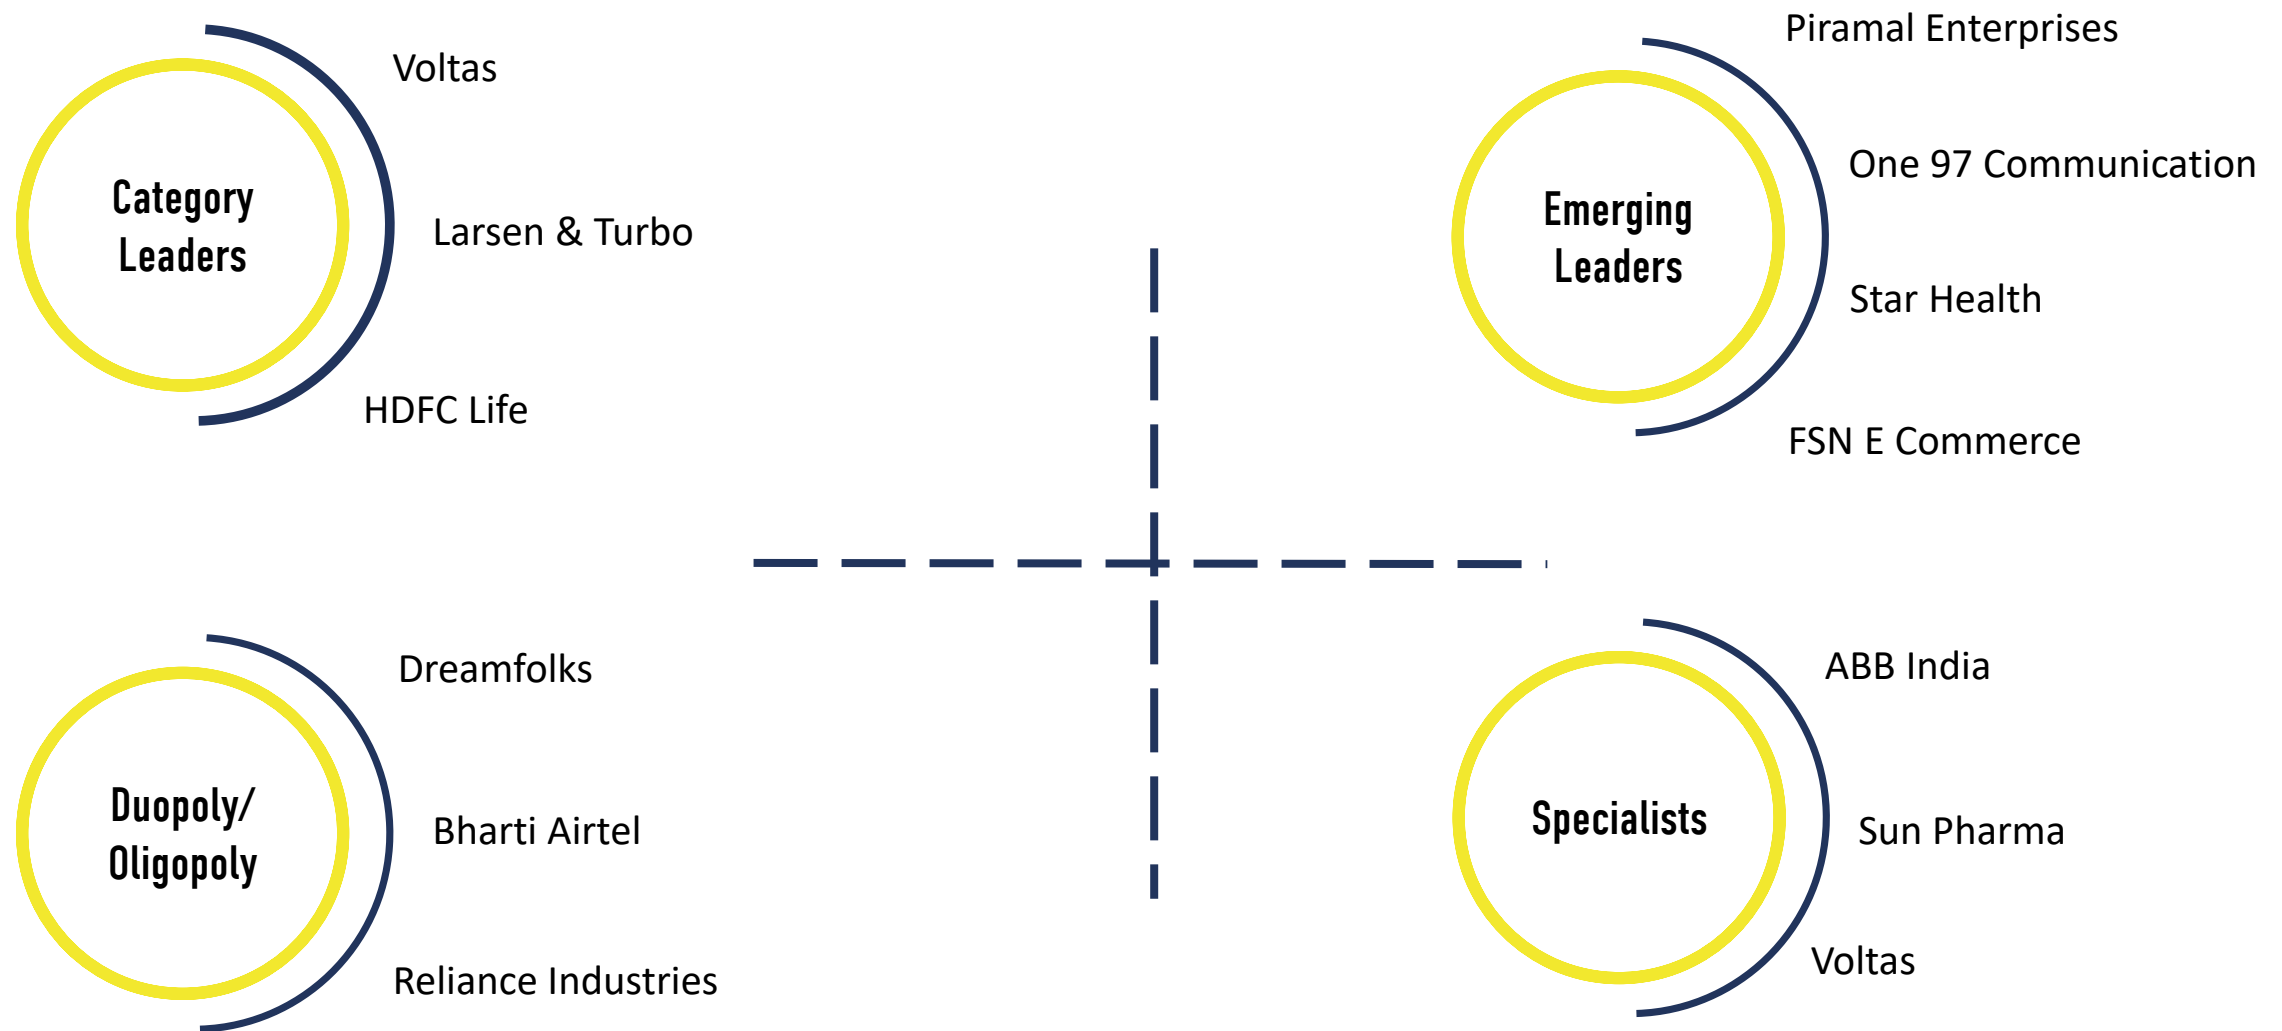 Category
Leaders
Voltas
Larsen & Turbo
HDFC Life
Emerging
Leaders
Piramal Enterprises
One 97 Communication
Star Health
FSN E Commerce
Duopoly/
Oligopoly
Dreamfolks
Bharti Airtel
Reliance Industries
Specialists
ABB India
Sun Pharma
Voltas